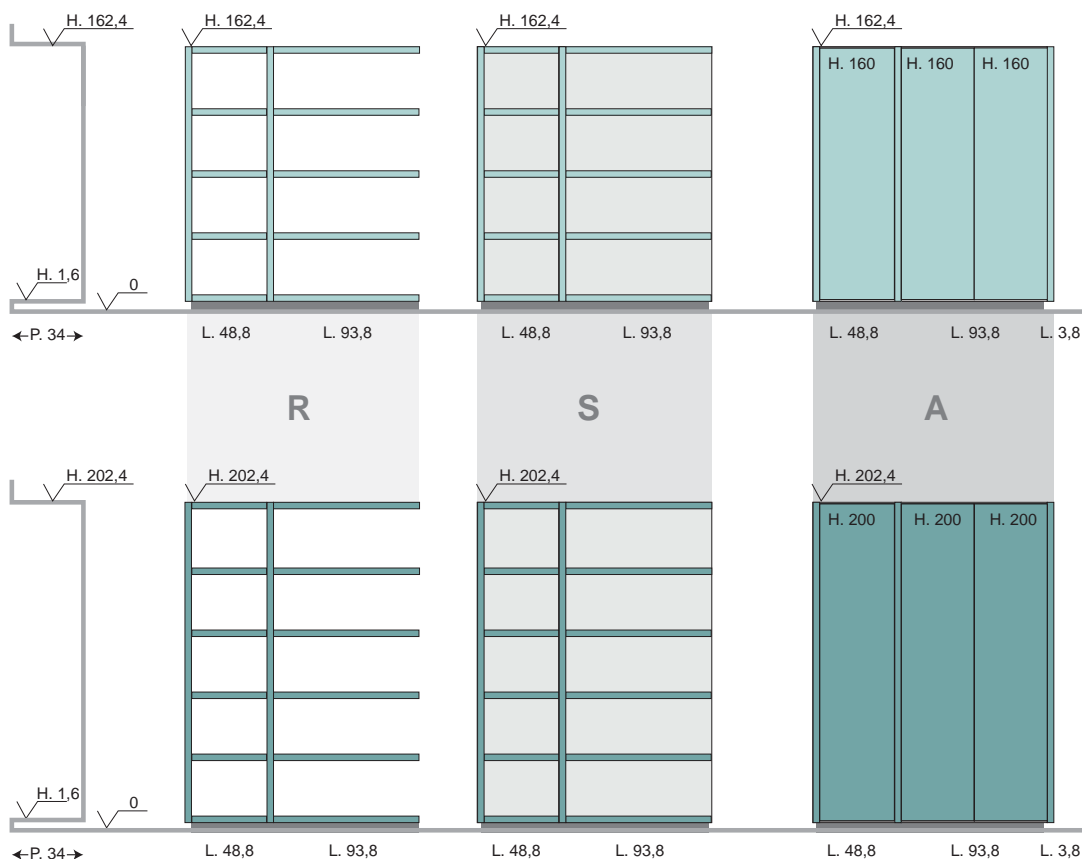 H. 162,4 H. 162,4 H. 162,4 H. 162,4
H. 160 H. 160 H. 160
H. 1,6 0
←P. 34→ L. 48,8 L. 93,8 L. 48,8 L. 93,8 L. 48,8 L. 93,8 L. 3,8
R S A
H. 202,4 H. 202,4 H. 202,4 H. 202,4
H. 200 H. 200 H. 200
H. 1,6 0
←P. 34→ L. 48,8 L. 93,8 L. 48,8 L. 93,8 L. 48,8 L. 93,8 L. 3,8